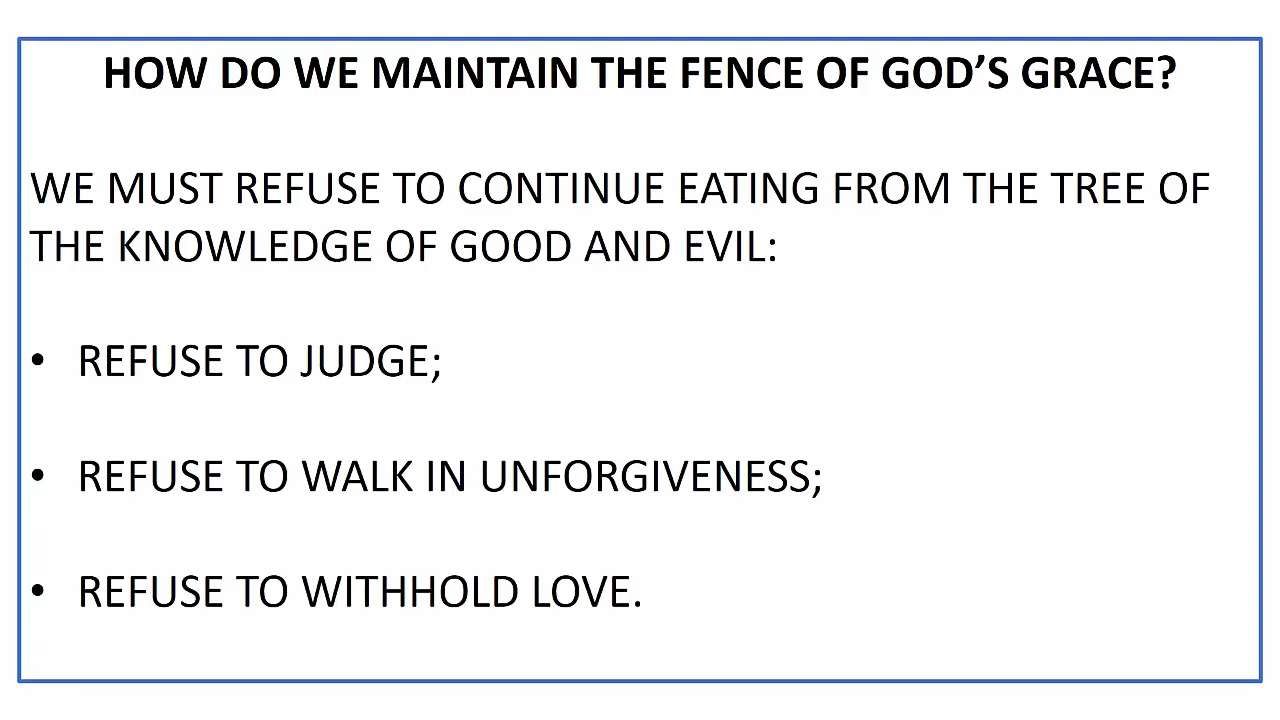 HOW DO WE MAINTAIN THE FENCE OF GOD’S GRACE?
WE MUST REFUSE TO CONTINUE EATING FROM THE TREE OF
THE KNOWLEDGE OF GOOD AND EVIL:
• REFUSE TO JUDGE;
• REFUSE TO WALK IN UNFORGIVENESS;
• REFUSE TO WITHHOLD LOVE.